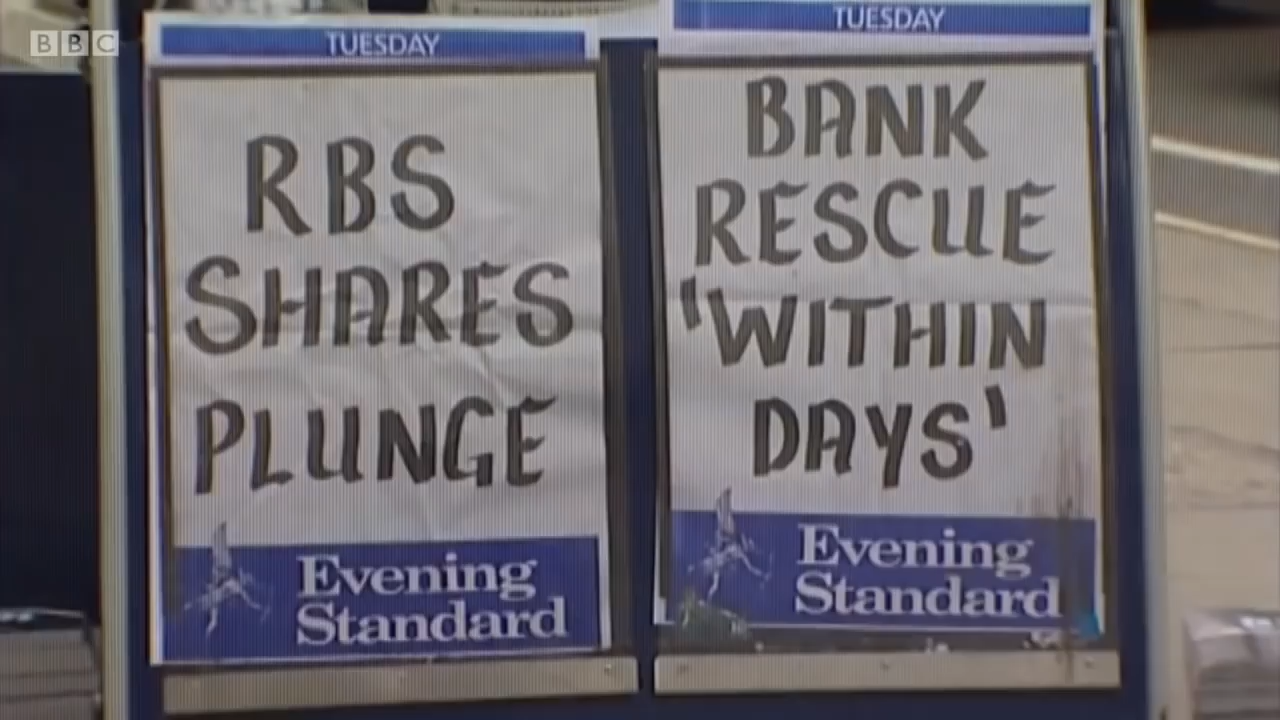 BBC
TUESDAY
RBS
SHARES
PLUNGE
Evening
Standard
TUESDAY
BANK
RESCUE
'WITHIN
DAYS'
Evening
Standard